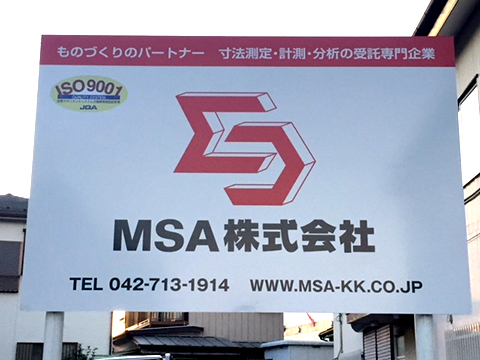 ものづくりのパートナー　寸法測定・計測・分析の受託専門企業
ISO9001
JQA
MSA株式会社
TEL 042-713-1914 WWW.MSA-KK.CO.JP